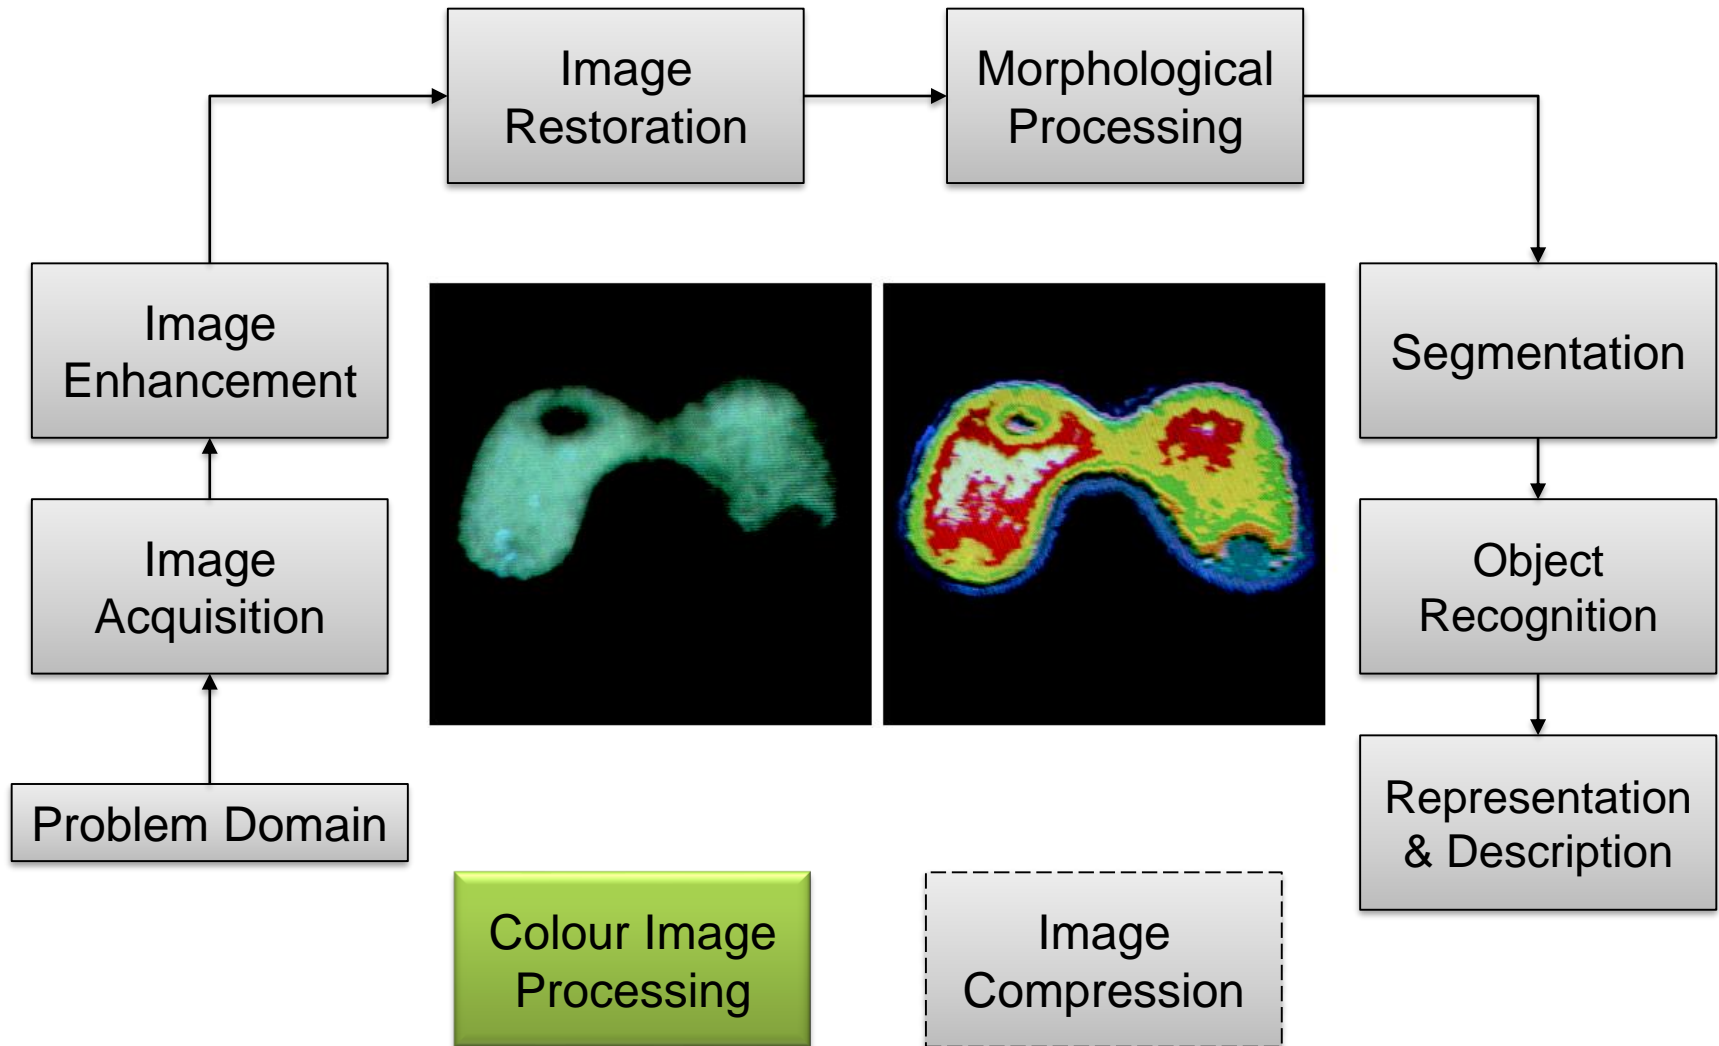 Image
Restoration
Morphological
Processing
Image
Enhancement
Segmentation
Image
Acquisition
Object
Recognition
Problem Domain
Representation
& Description
Colour Image
Processing
Image
Compression